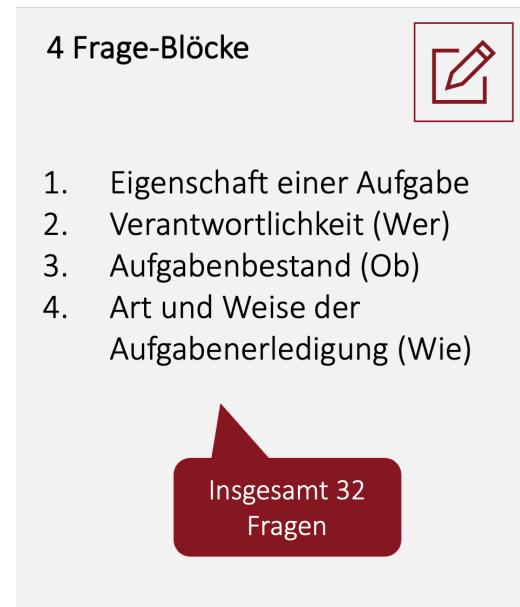 4 Frage-Blöcke
1. Eigenschaft einer Aufgabe
2. Verantwortlichkeit (Wer)
3. Aufgabenbestand (Ob)
4. Art und Weise der
Aufgabenerledigung (Wie)
Insgesamt 32
Fragen